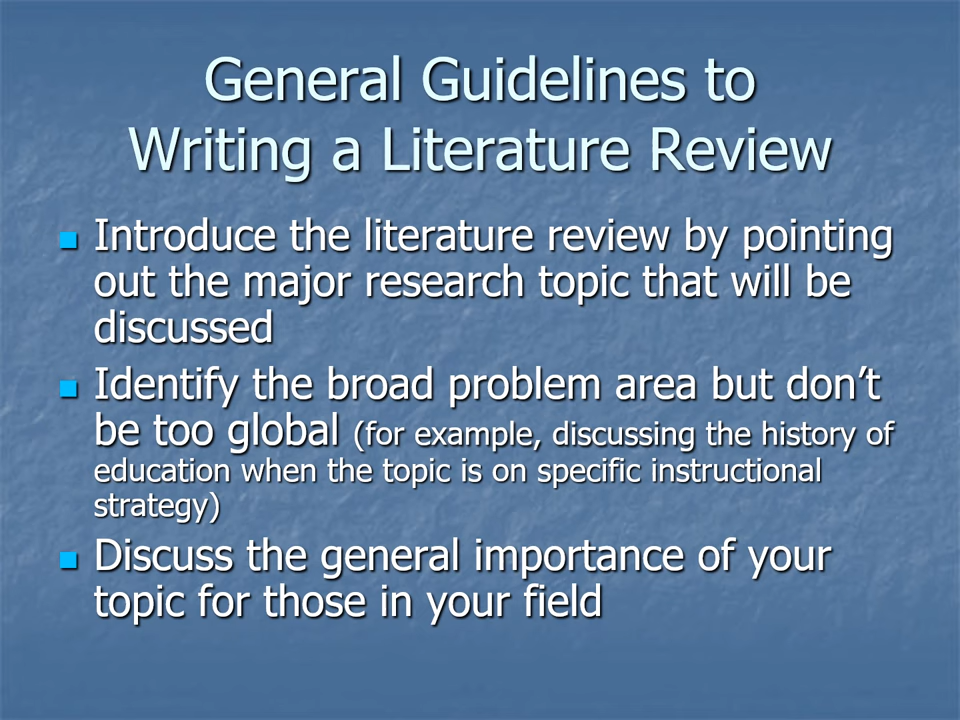 General Guidelines to
Writing a Literature Review
Introduce the literature review by pointing
out the major research topic that will be
discussed
Identify the broad problem area but don’t
be too global (for example, discussing the history of
education when the topic is on specific instructional
strategy)
Discuss the general importance of your
topic for those in your field